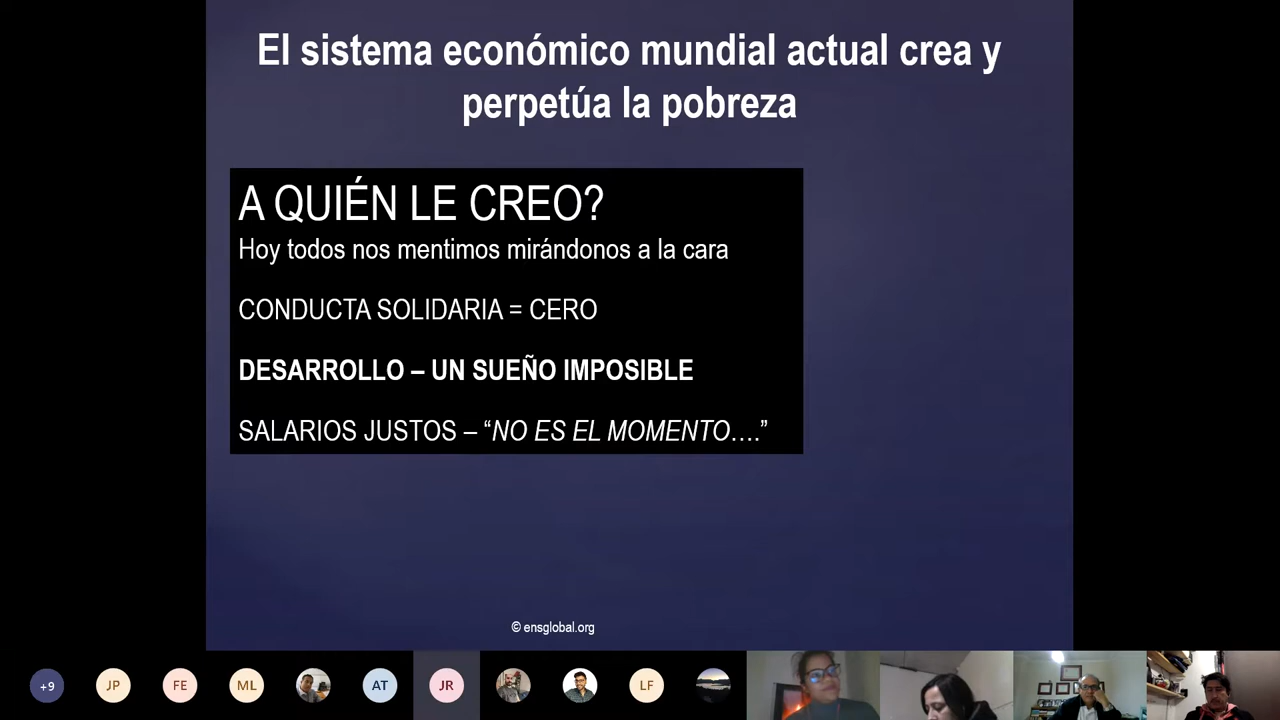 El sistema económico mundial actual crea y
perpetúa la pobreza
A QUIÉN LE CREO?
Hoy todos nos mentimos mirándonos a la cara
CONDUCTA SOLIDARIA = CERO
DESARROLLO – UN SUEÑO IMPOSIBLE
SALARIOS JUSTOS – “NO ES EL MOMENTO….”
© ensglobal.org
+9 JP FE ML AT JR LF